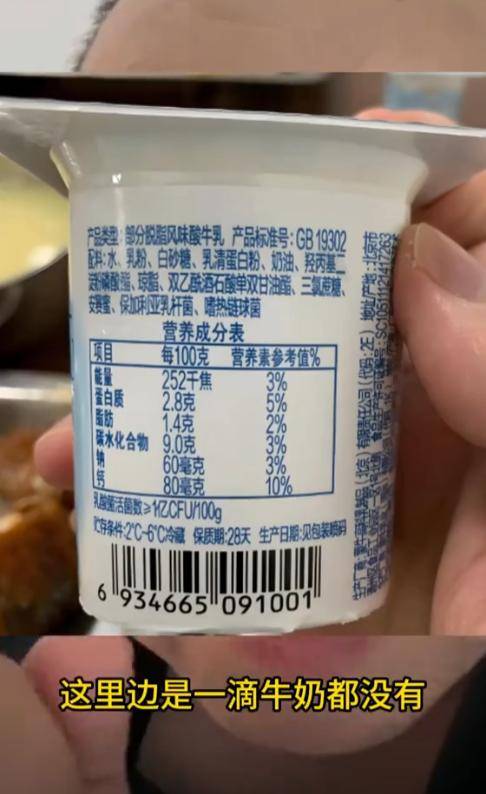 产品类型:部分脱脂风味酸牛乳 产品标准号:GB 19302
配料:水、乳粉、白砂糖、乳清蛋白粉、奶油、羟丙基二
淀粉磷酸酯、琼脂、双乙酰酒石酸单双甘油酯、三氯蔗糖、
安赛蜜、保加利亚乳杆菌、嗜热链球菌
营养成分表
项目 每100克 营养素参考值%
能量 252千焦 3%
蛋白质 2.8克 5%
脂肪 1.4克 2%
碳水化合物 9.0克 3%
钠 60毫克 3%
钙 80毫克 10%
乳酸菌活菌数≥1亿CFU/100g
贮存条件:2℃-6℃冷藏 保质期:28天 生产日期:见包装喷码
6 934665 091001
这里边是一滴牛奶都没有